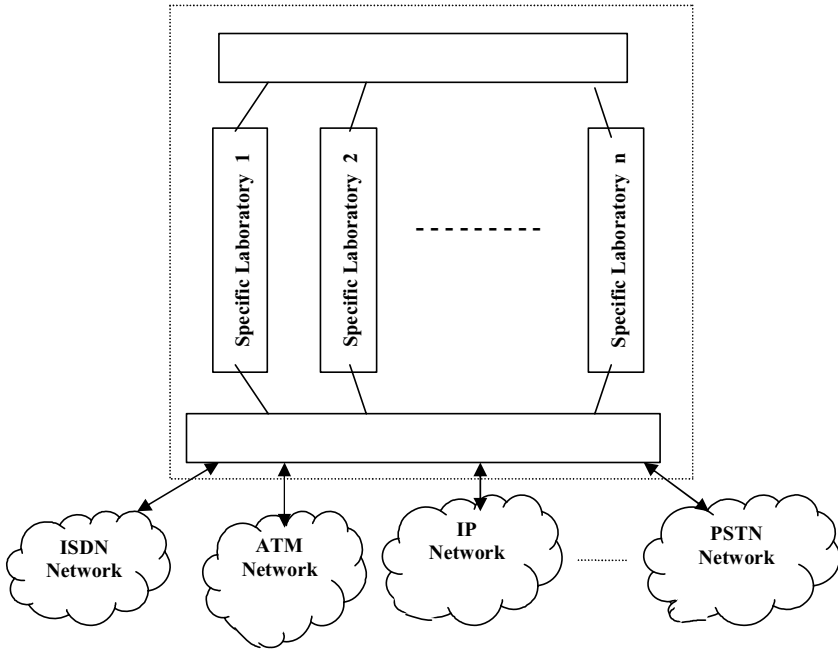 Specific Laboratory 1
Specific Laboratory 2
Specific Laboratory n
ISDN
Network
ATM
Network
IP
Network
PSTN
Network